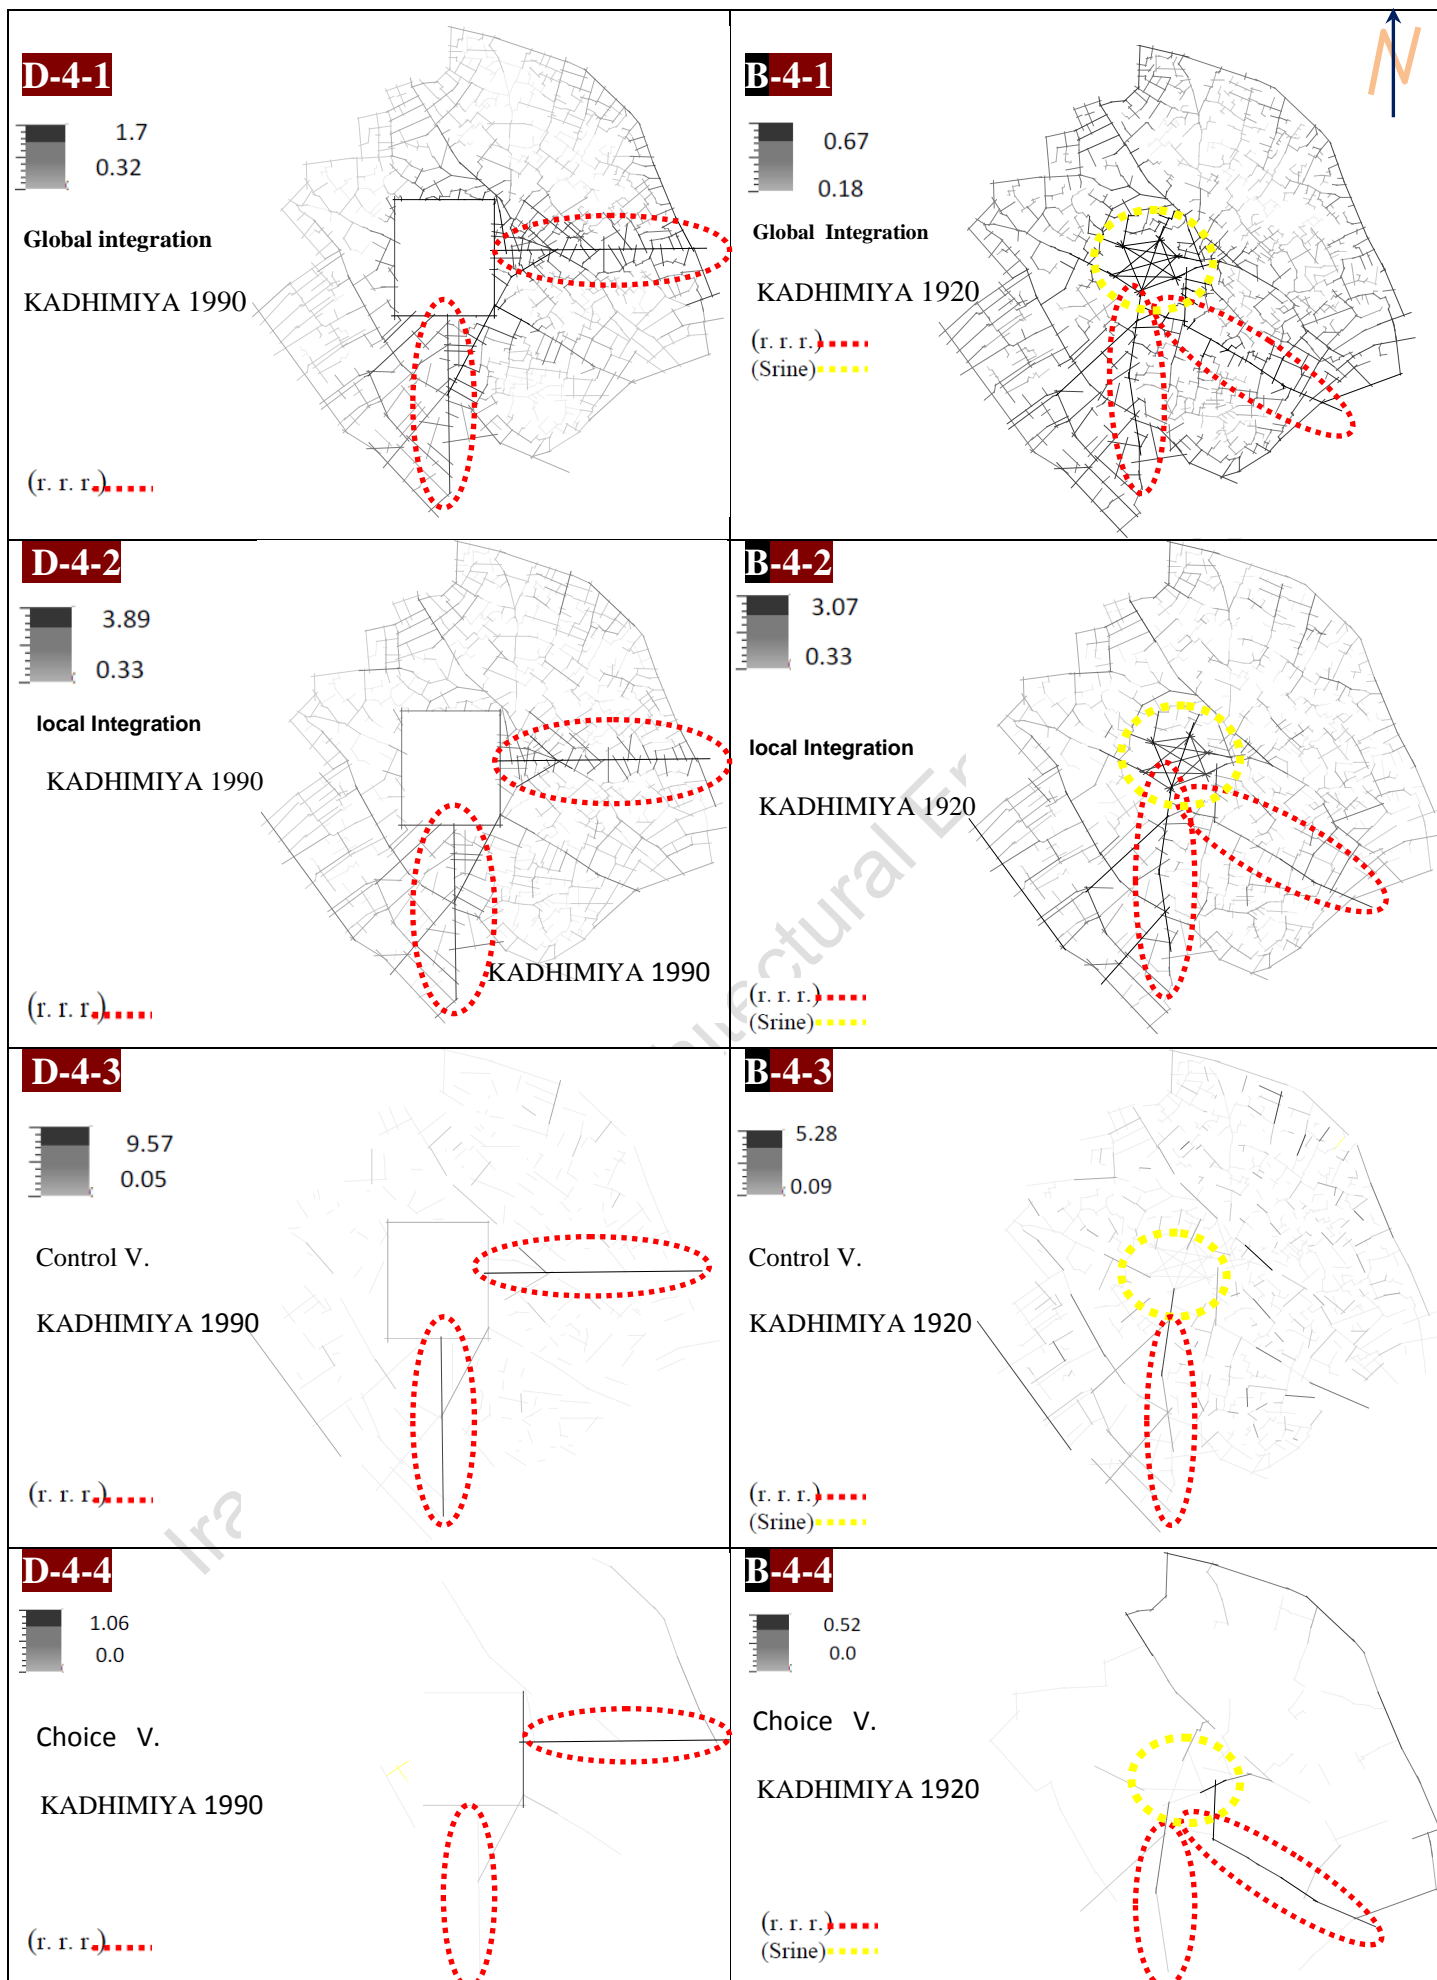 D-4-1
1.7
0.32
Global integration
KADHIMIYA 1990
(r. r. r.)
B-4-1
N
0.67
0.18
Global Integration
KADHIMIYA 1920
(r. r. r.)
(Srine)
D-4-2
3.89
0.33
local Integration
KADHIMIYA 1990
KADHIMIYA 1990
(r. r. r.)
B-4-2
3.07
0.33
local Integration
KADHIMIYA 1920
(r. r. r.)
(Srine)
D-4-3
9.57
0.05
Control V.
KADHIMIYA 1990
(r. r. r.)
B-4-3
5.28
0.09
Control V.
KADHIMIYA 1920
(r. r. r.)
(Srine)
D-4-4
1.06
0.0
Choice V.
KADHIMIYA 1990
(r. r. r.)
B-4-4
0.52
0.0
Choice V.
KADHIMIYA 1920
(r. r. r.)
(Srine)